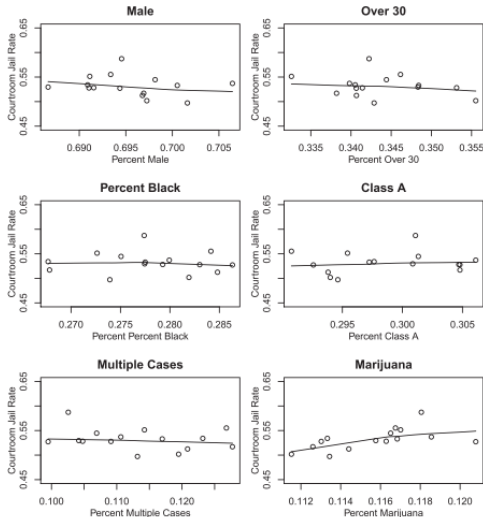 Male
Over 30
Courtroom Jail Rate
0.45 0.55 0.65
0.690 0.695 0.700 0.705
Percent Male
Courtroom Jail Rate
0.45 0.55 0.65
0.335 0.340 0.345 0.350 0.355
Percent Over 30
Percent Black
Class A
Courtroom Jail Rate
0.45 0.55 0.65
0.270 0.275 0.280 0.285
Percent Percent Black
Courtroom Jail Rate
0.45 0.55 0.65
0.295 0.300 0.305
Percent Class A
Multiple Cases
Marijuana
Courtroom Jail Rate
0.45 0.55 0.65
0.100 0.110 0.120
Percent Multiple Cases
Courtroom Jail Rate
0.45 0.55 0.65
0.112 0.114 0.116 0.118 0.120
Percent Marijuana